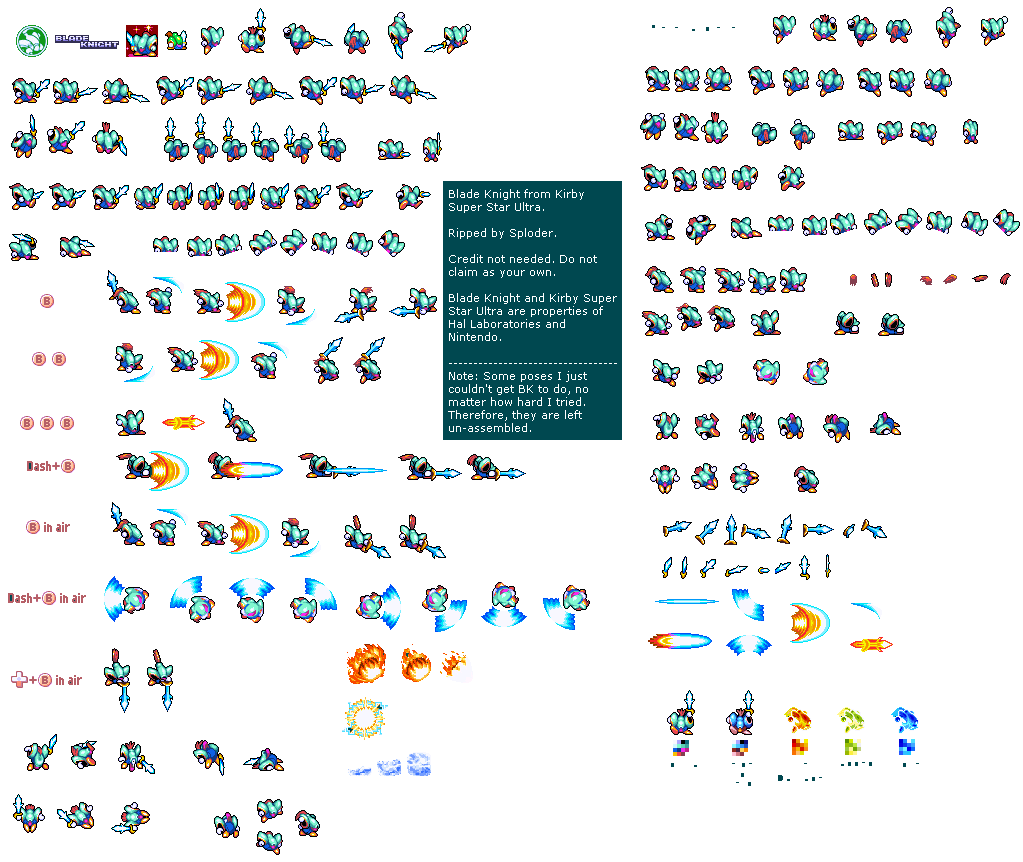 BLADE
KNIGHT
Blade Knight from Kirby
Super Star Ultra.
Ripped by Sploder.
Credit not needed. Do not
claim as your own.
Blade Knight and Kirby Super
Star Ultra are properties of
Hal Laboratories and
Nintendo.
------------------------------------
Note: Some poses I just
couldn't get BK to do, no
matter how hard I tried.
Therefore, they are left
un-assembled.
B
B B
B B B
Dash+B
B in air
Dash+B in air
+B in air